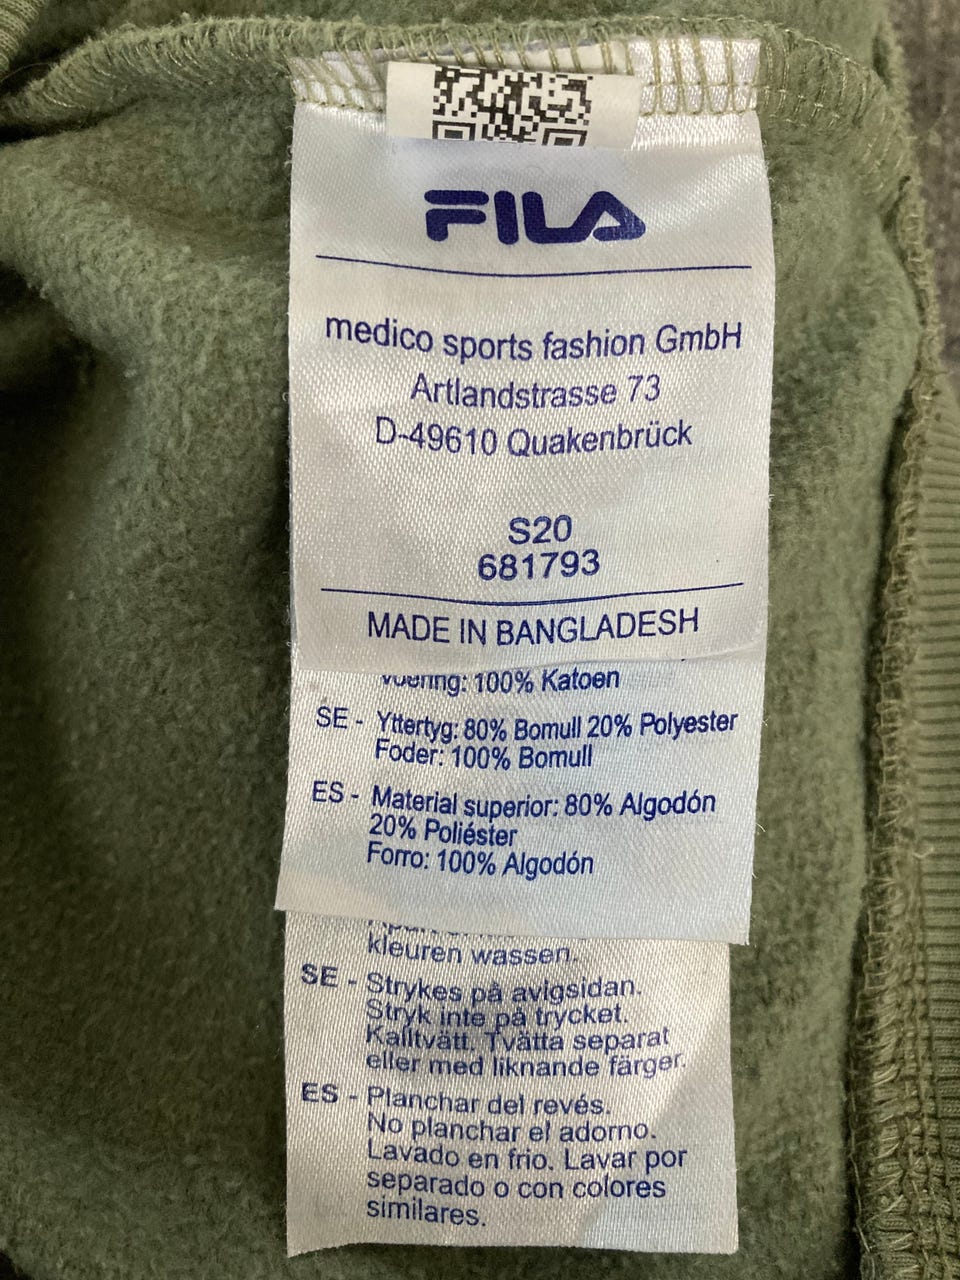 FILA
medico sports fashion GmbH
Artlandstrasse 73
D-49610 Quakenbrück
S20
681793
MADE IN BANGLADESH
voering: 100% Katoen
SE - Yttertyg: 80% Bomull 20% Polyester
Foder: 100% Bomull
ES - Material superior: 80% Algodón
20% Poliéster
Forro: 100% Algodón
kleuren wassen.
SE - Strykes på avigsidan.
Stryk inte på trycket.
Kalltvätt. Tvätta separat
eller med liknande färger.
ES - Planchar del revés.
No planchar el adorno.
Lavado en frio. Lavar por
separado o con colores
similares.